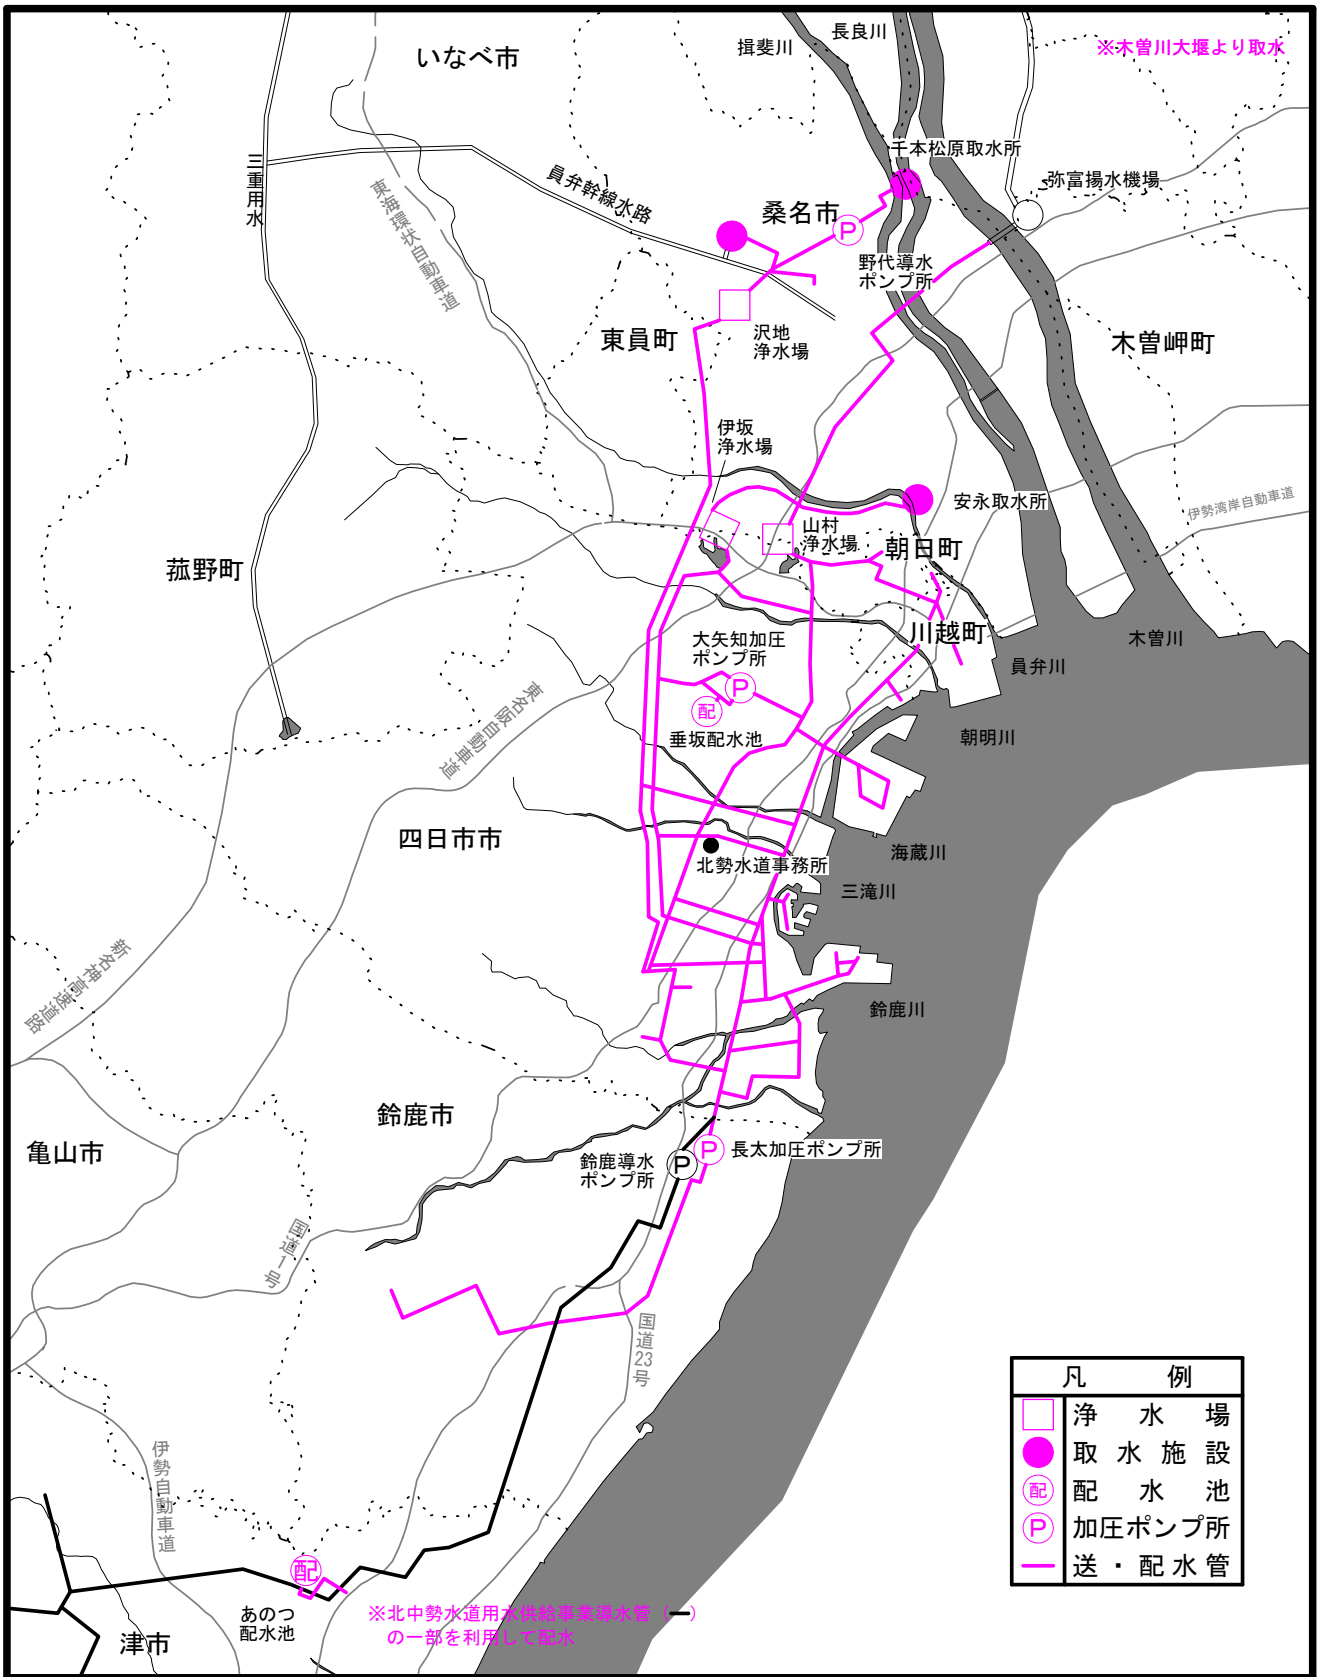 いなべ市
揖斐川
長良川
※木曽川大堰より取水
三重用水
員弁幹線水路
東海環状自動車道
千本松原取水所
弥富揚水機場
桑名市
P
野代導水
ポンプ所
東員町
沢地
浄水場
木曽岬町
伊坂
浄水場
安永取水所
伊勢湾岸自動車道
山村
浄水場
朝日町
菰野町
川越町
木曽川
大矢知加圧
ポンプ所
P
配
垂坂配水池
員弁川
朝明川
東名阪自動車道
四日市市
北勢水道事務所
海蔵川
三滝川
新名神高速道路
鈴鹿川
鈴鹿市
亀山市
鈴鹿導水
ポンプ所
P
P
長太加圧ポンプ所
国道1号
国道23号
伊勢自動車道
配
あのつ
配水池
津市
※北中勢水道用水供給事業導水管(ー)
の一部を利用して配水
凡 例
浄水場
取水施設
配 配水池
P 加圧ポンプ所
送・配水管